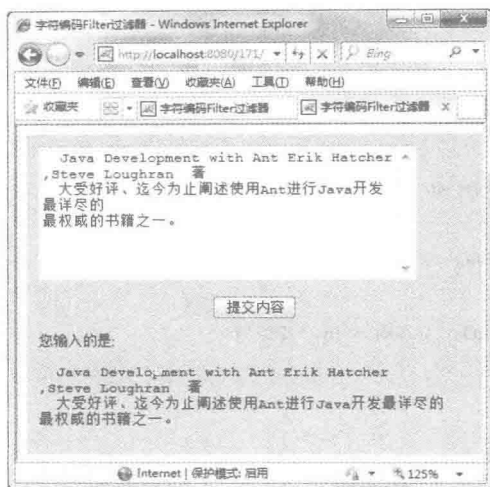 字符编码Filter过滤器 - Windows Internet Explorer
http://localhost:8080/171/ Bing
文件(F) 编辑(E) 查看(V) 收藏夹(A) 工具(T) 帮助(H)
收藏夹 字符编码Filter过滤器 字符编码Filter过滤器
Java Development with Ant Erik Hatcher
,Steve Loughran 著
大受好评、迄今为止阐述使用Ant进行Java开发
最详尽的
最权威的书籍之一。
提交内容
您输入的是:
Java Development with Ant Erik Hatcher
,Steve Loughran 著
大受好评、迄今为止阐述使用Ant进行Java开发最详尽的
最权威的书籍之一。
Internet | 保护模式: 启用 125%